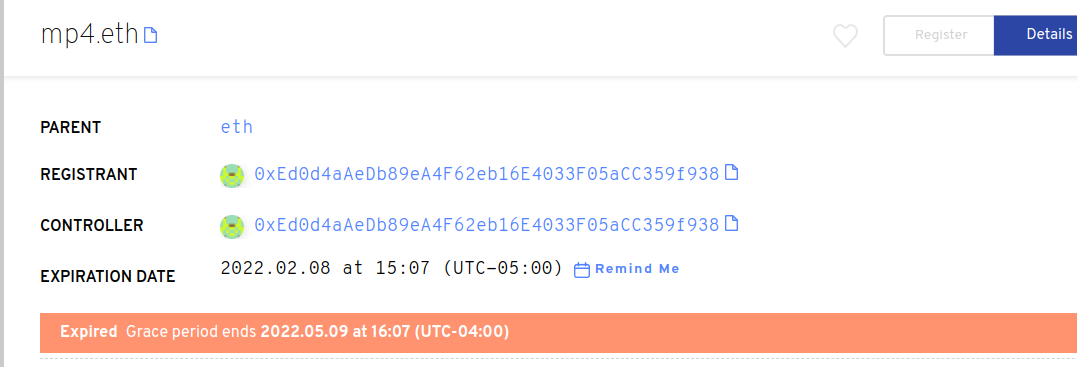 mp4.eth
Register
Details
PARENT eth
REGISTRANT 0xEd0d4aAeDb89eA4F62eb16E4033F05aCC359f938
CONTROLLER 0xEd0d4aAeDb89eA4F62eb16E4033F05aCC359f938
EXPIRATION DATE 2022.02.08 at 15:07 (UTC−05:00) Remind Me
Expired Grace period ends 2022.05.09 at 16:07 (UTC-04:00)